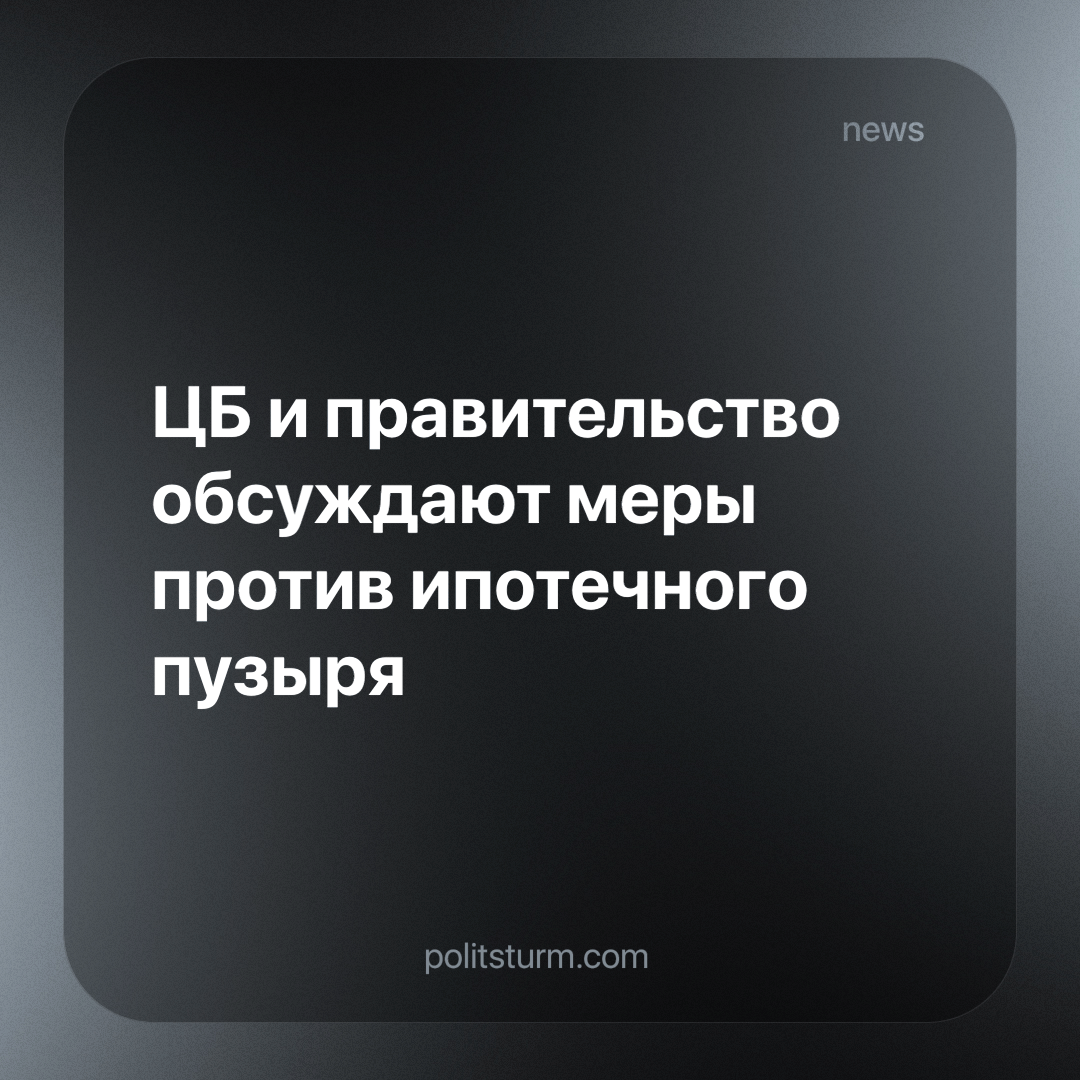 news
ЦБ и правительство
обсуждают меры
против ипотечного
пузыря
politsturm.com